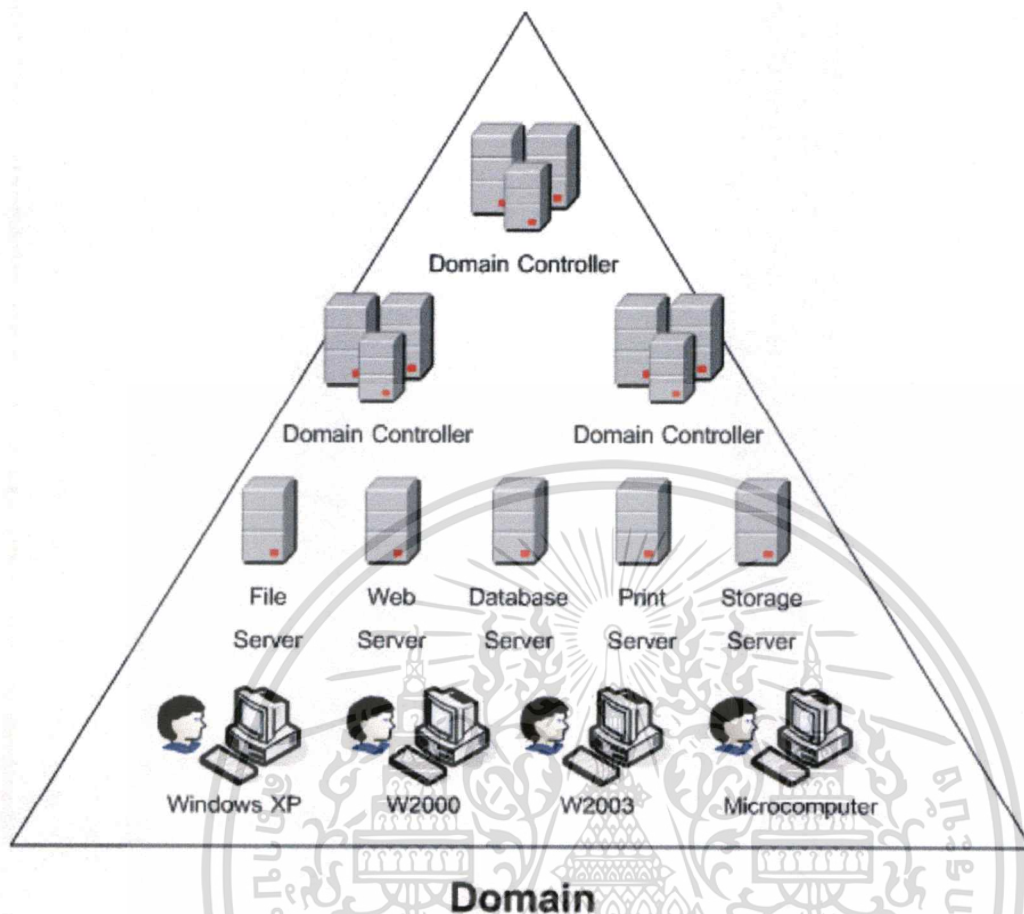 Domain Controller
Domain Controller Domain Controller
File Web Database Print Storage
Server Server Server Server Server
Windows XP W2000 W2003 Microcomputer
Domain